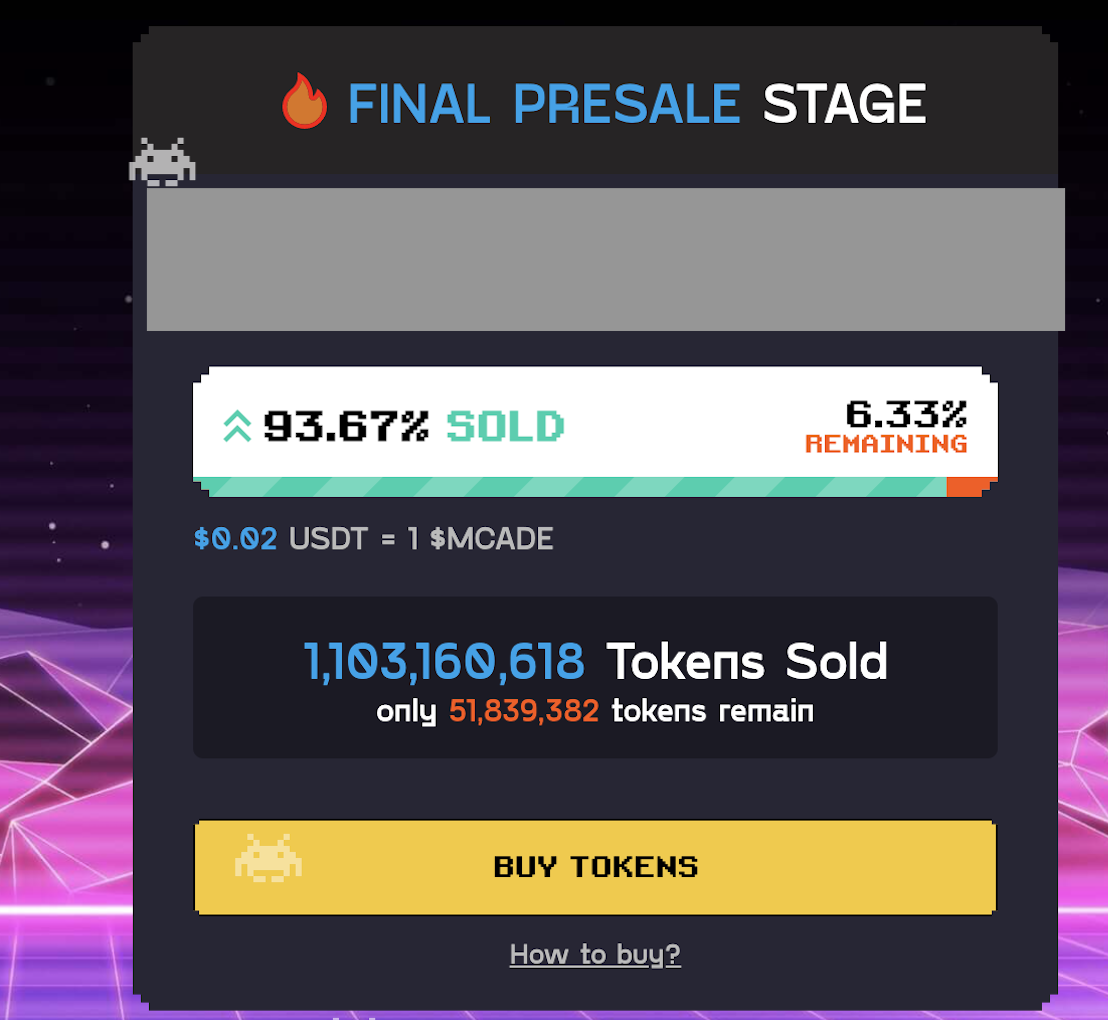 🔥 FINAL PRESALE STAGE
93.67% SOLD
6.33%
REMAINING
$0.02 USDT = 1 $MCADE
1,103,160,618 Tokens Sold
only 51,839,382 tokens remain
BUY TOKENS
How to buy?